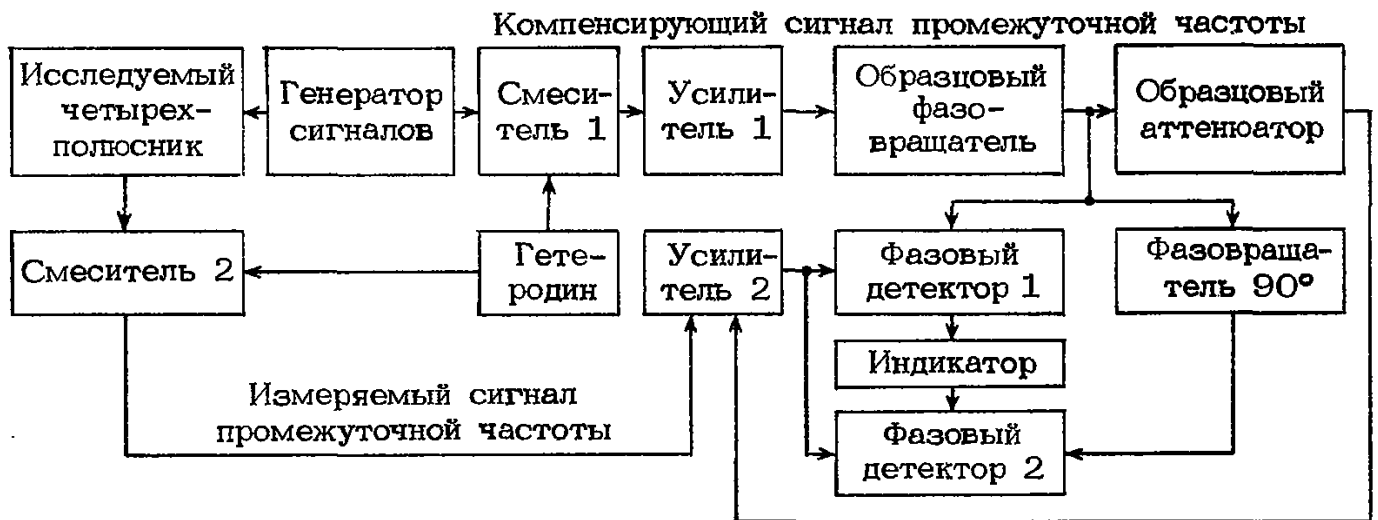 Компенсирующий сигнал промежуточной частоты
Исследуемый
четырех-
полюсник
Генератор
сигналов
Смеси-
тель 1
Усили-
тель 1
Образцовый
фазо-
вращатель
Образцовый
аттенюатор
Смеситель 2
Гете-
родин
Усили-
тель 2
Фазовый
детектор 1
Фазовраща-
тель 90°
Индикатор
Измеряемый сигнал
промежуточной частоты
Фазовый
детектор 2